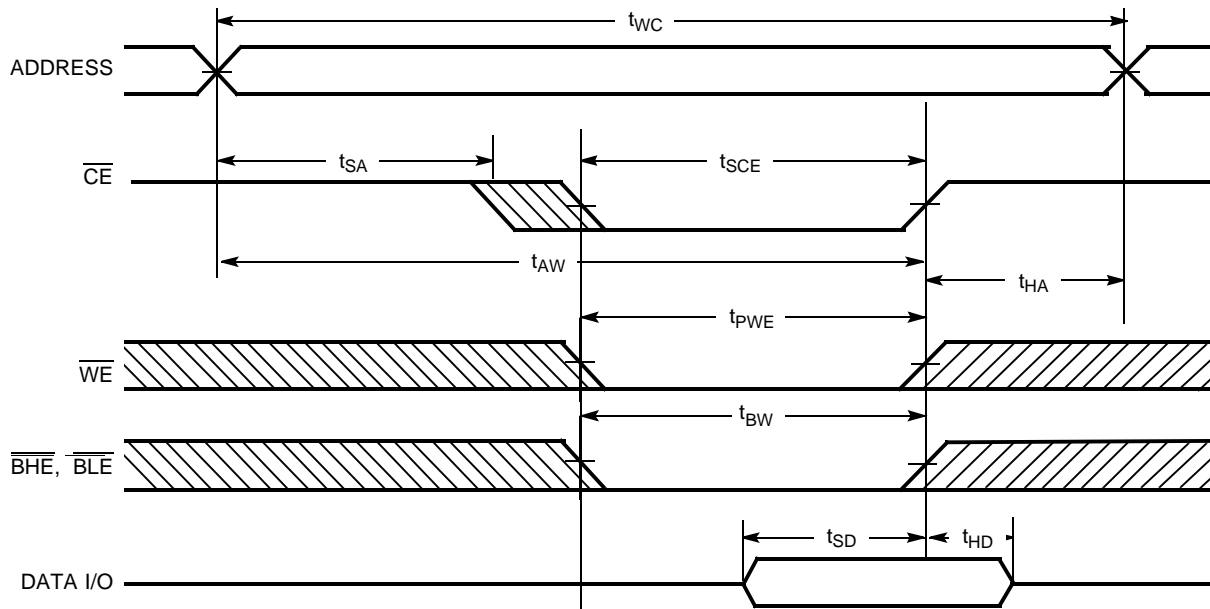 tWC
ADDRESS
tSA
tSCE
CE
tAW
tHA
tPWE
WE
tBW
BHE, BLE
tSD
tHD
DATA I/O